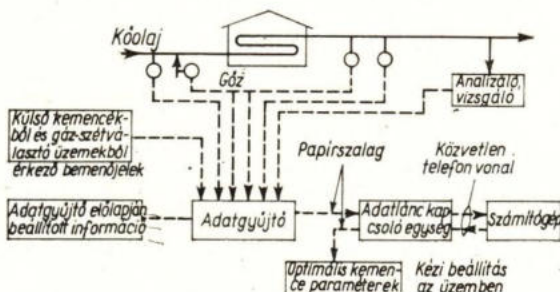 Kőolaj
Gőz
Analizáló,
vizsgáló
Külső kemencék-
ből és gáz-szétvá-
lasztó üzemekből
érkező bemenőjelek
Papírszalag
Közvetlen
telefon vonal
Adatgyűjtő előlapján
beállított információ
Adatgyűjtő
Adatlánc kap-
csoló egység
Számítógép
Optimális kemen-
ce paraméterek
Kézi beállítás
az üzemben